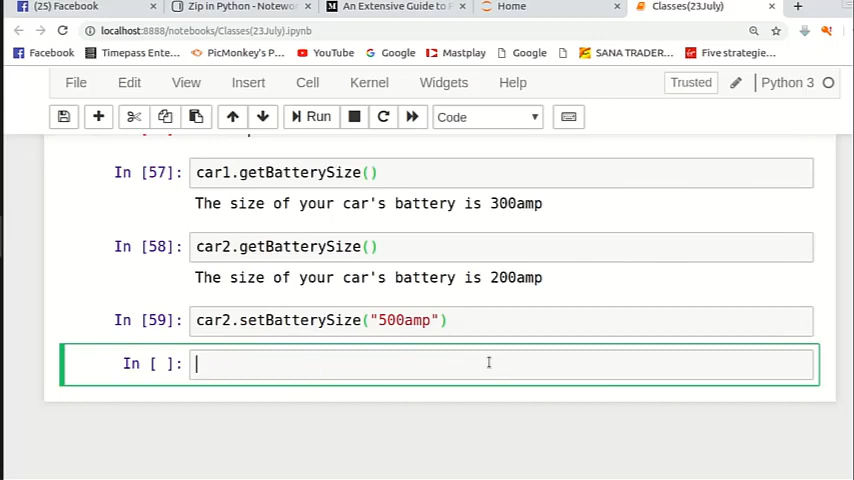 (25) Facebook
Zip in Python - Notewor
An Extensive Guide to
Home
Classes(23July)
localhost:8888/notebooks/Classes(23July).ipynb
Facebook
Timepass Ente...
PicMonkey's P...
YouTube
Google
Mastplay
Google
SANA TRADER...
Five strategie...
File Edit View Insert Cell Kernel Widgets Help
Trusted
Python 3
Run
Code
In [57]: car1.getBatterySize()
The size of your car's battery is 300amp
In [58]: car2.getBatterySize()
The size of your car's battery is 200amp
In [59]: car2.setBatterySize("500amp")
In [ ]: